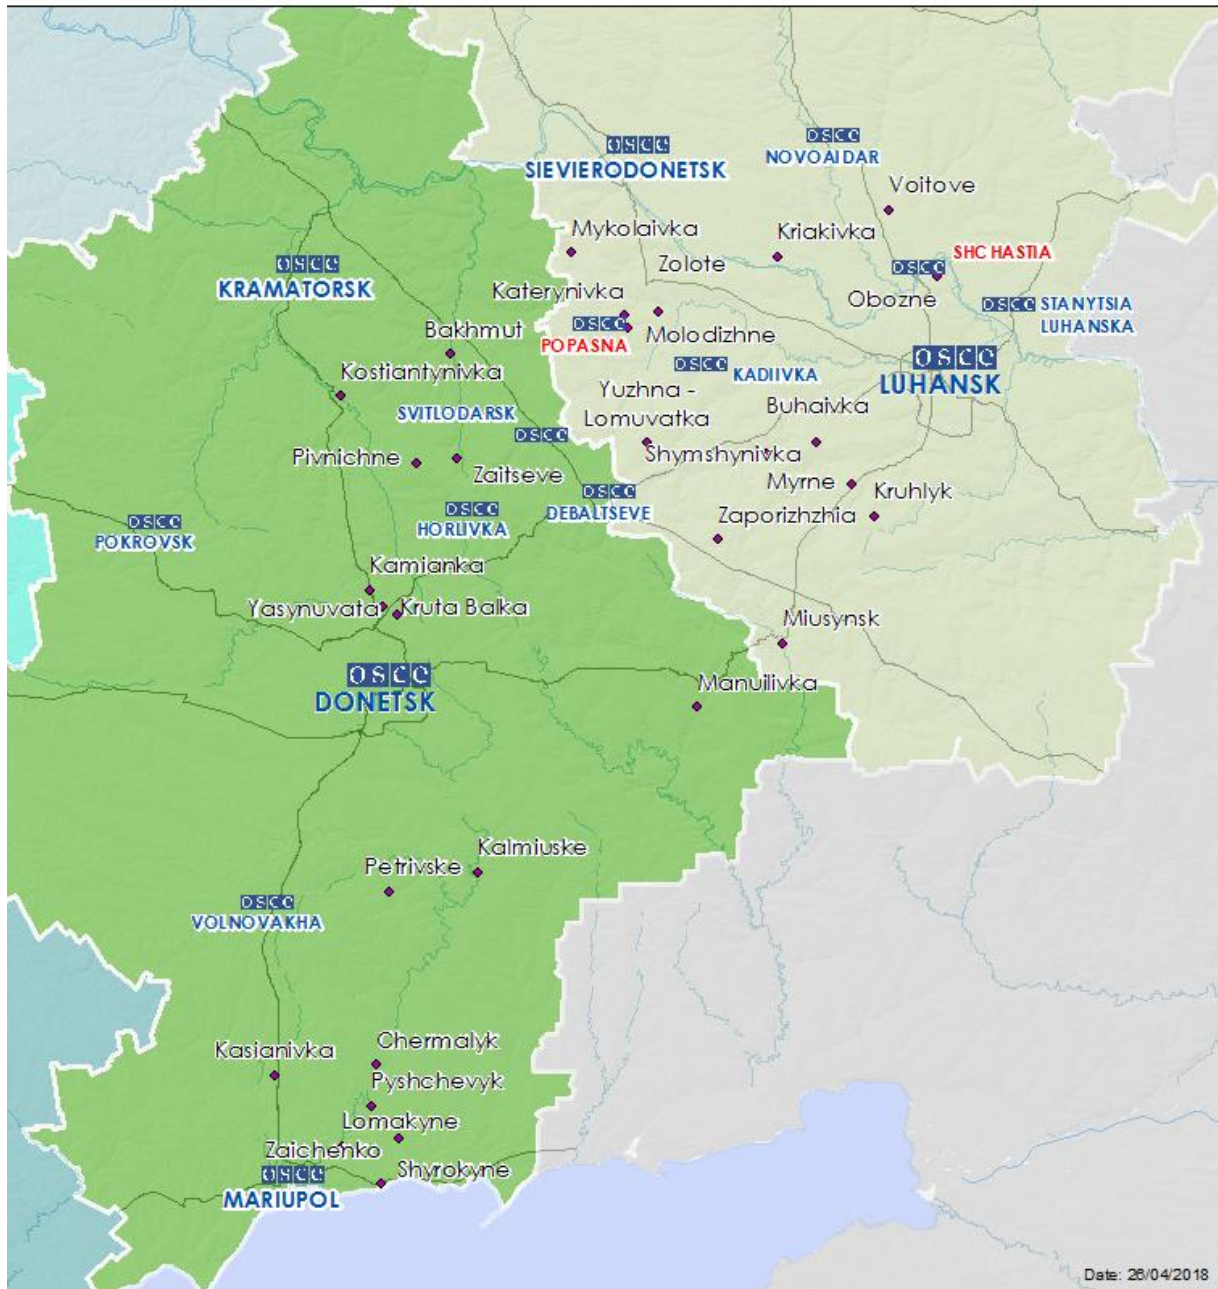 OSCE
SIEVIERODONETSK
OSCE
NOVOAIDAR
Voitove
Mykolaivka
Kriakivka
SHCHASTIA
OSCE
KRAMATORSK
Zolote
OSCE
Obozne
Katerynivka
OSCE
STANYTSIA
LUHANSKA
Bakhmut
OSCE
POPASNA
Molodizhne
OSCE
LUHANSK
Kostiantynivka
OSCE
KADIIVKA
Yuzhna -
Lomuvatka
Buhaivka
SVITLODARSK
OSCE
Pivnichne
Zaitseve
Shymshynivka
Myrne
Kruhlyk
OSCE
DEBALTSEVE
OSCE
HORLIVKA
OSCE
POKROVSK
Zaporizhzhia
Kamianka
Yasynuvata
Kruta Balka
Miusynsk
OSCE
DONETSK
Manuilivka
Kalmiuske
Petrivske
OSCE
VOLNOVAKHA
Kasianivka
Chermalyk
Pyshchevyk
Lomakyne
Zaichenko
OSCE
MARIUPOL
Shyrokyne
Date: 26/04/2018